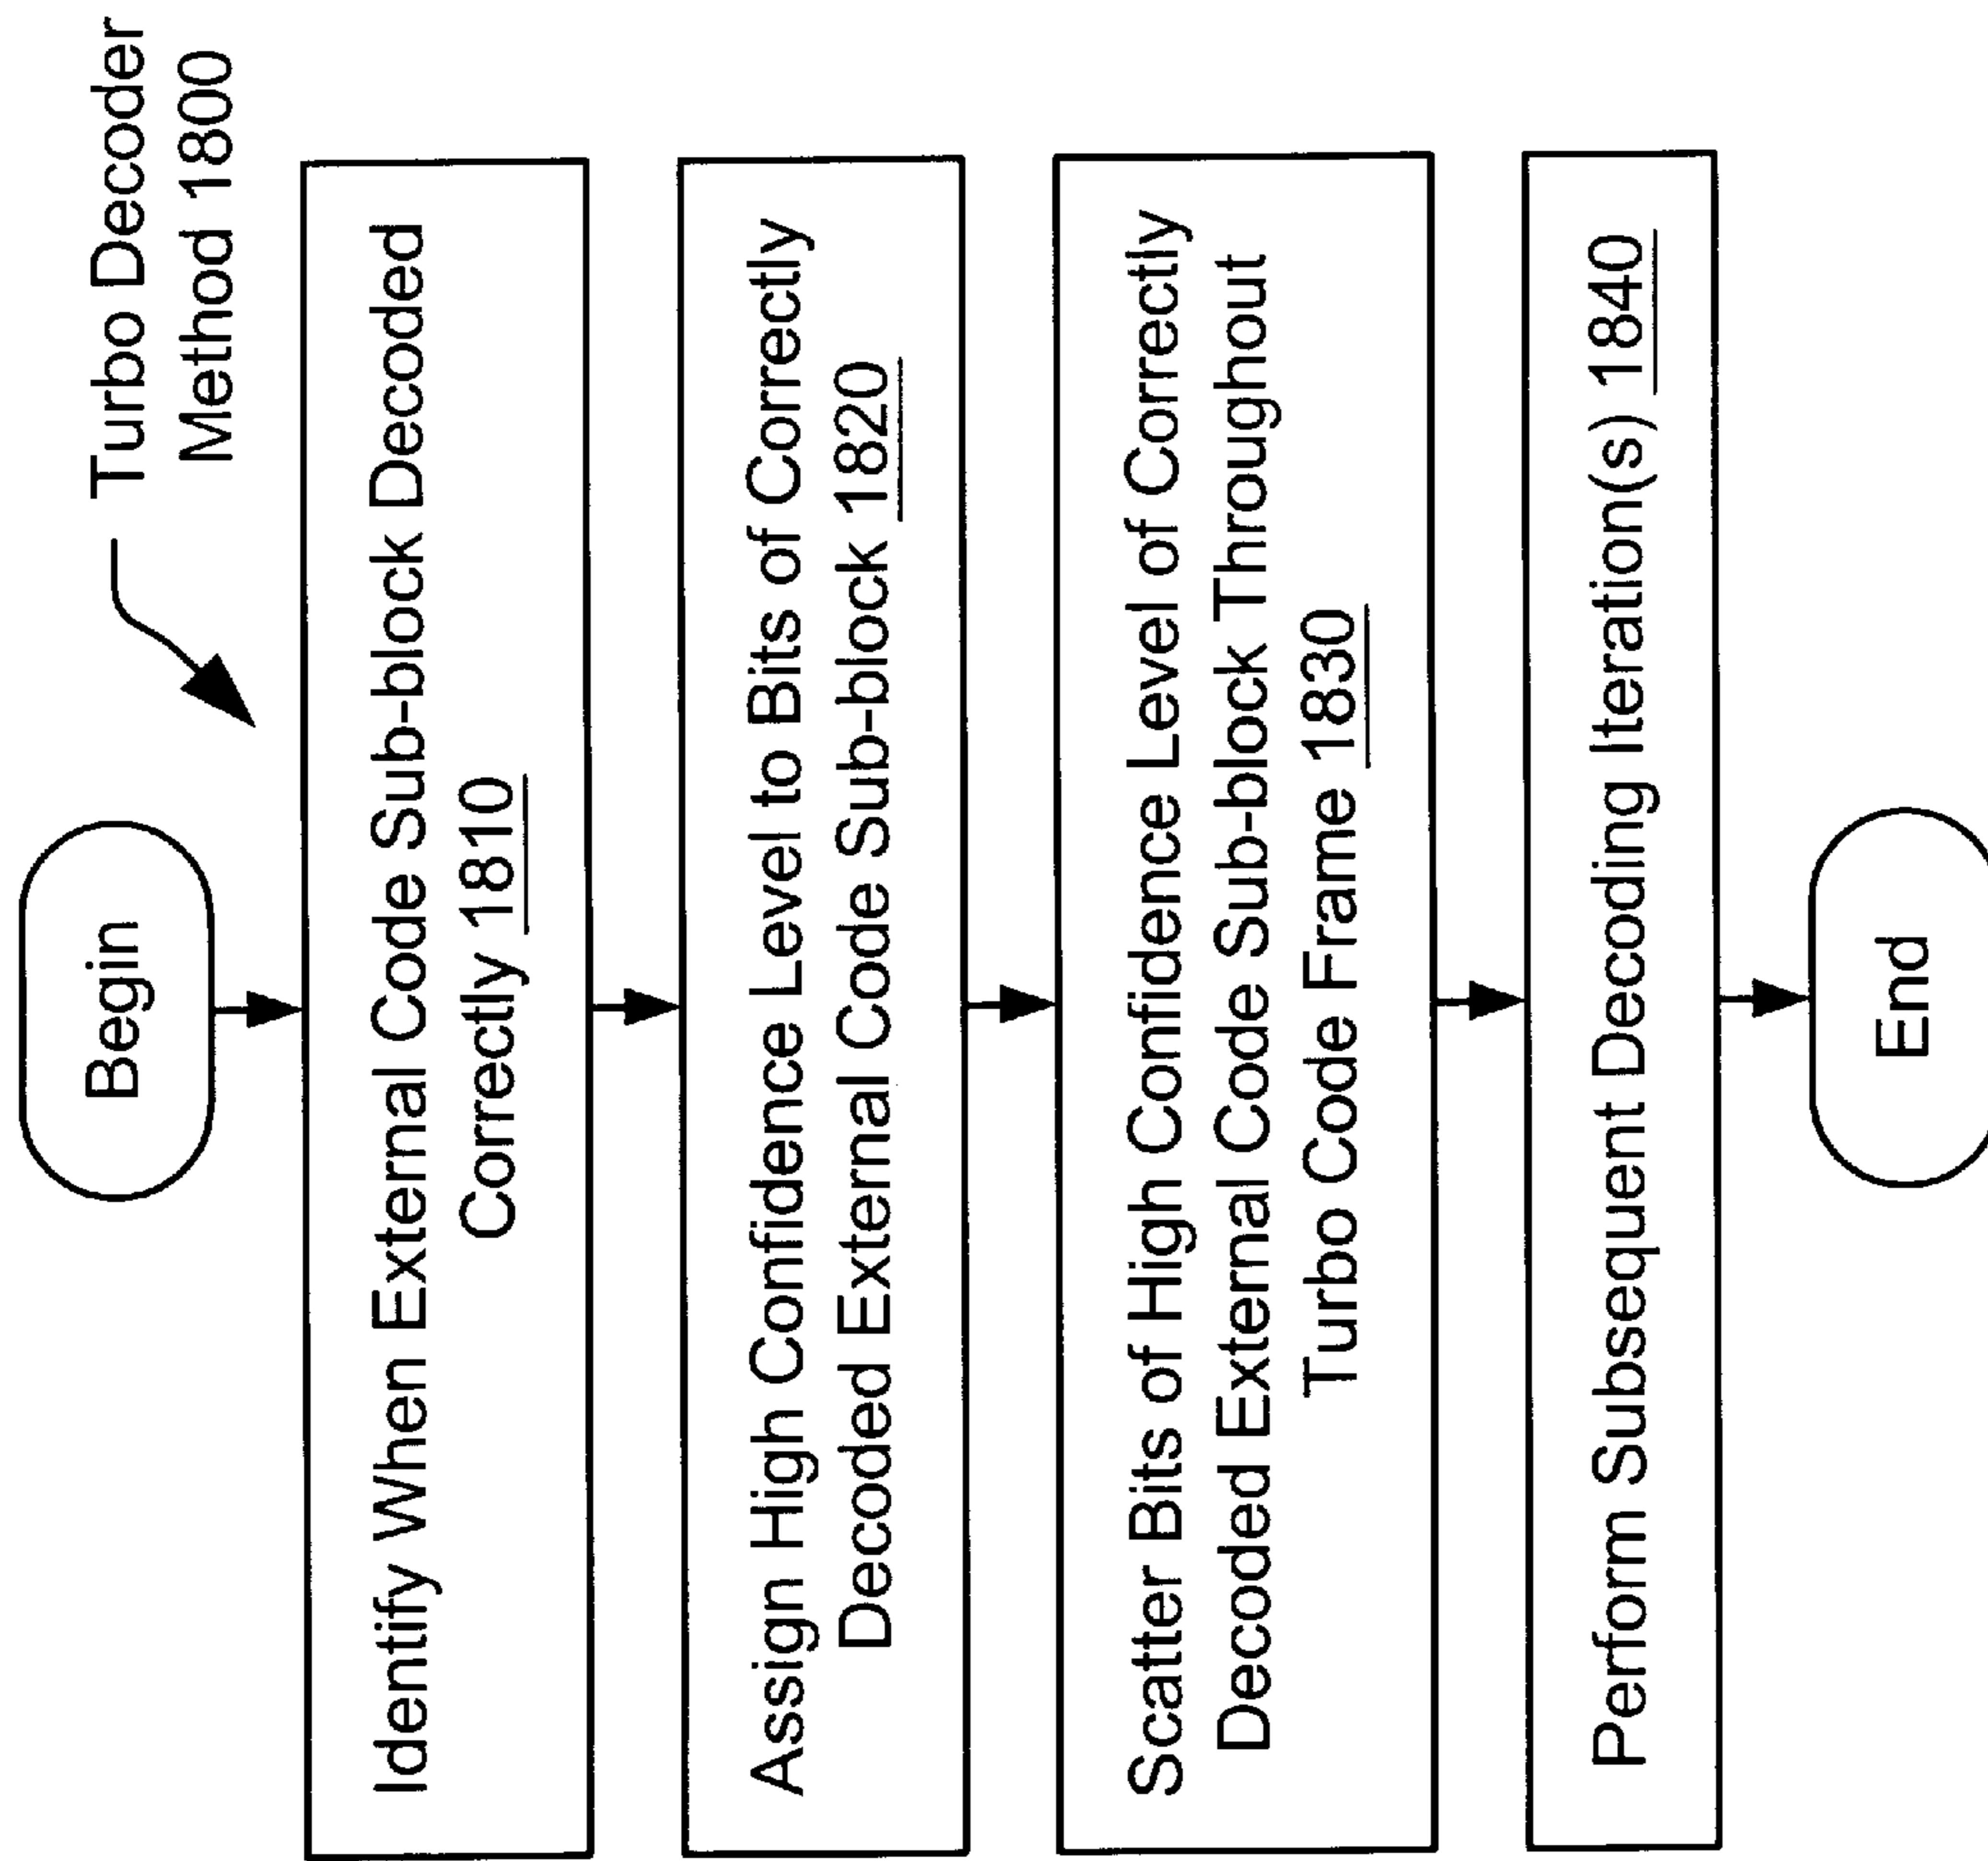 Turbo Decoder
Method 1800
Begin
Identify When External Code Sub-block Decoded
Correctly 1810
Assign High Confidence Level to Bits of Correctly
Decoded External Code Sub-block 1820
Scatter Bits of High Confidence Level of Correctly
Decoded External Code Sub-block Throughout
Turbo Code Frame 1830
Perform Subsequent Decoding Iteration(s) 1840
End